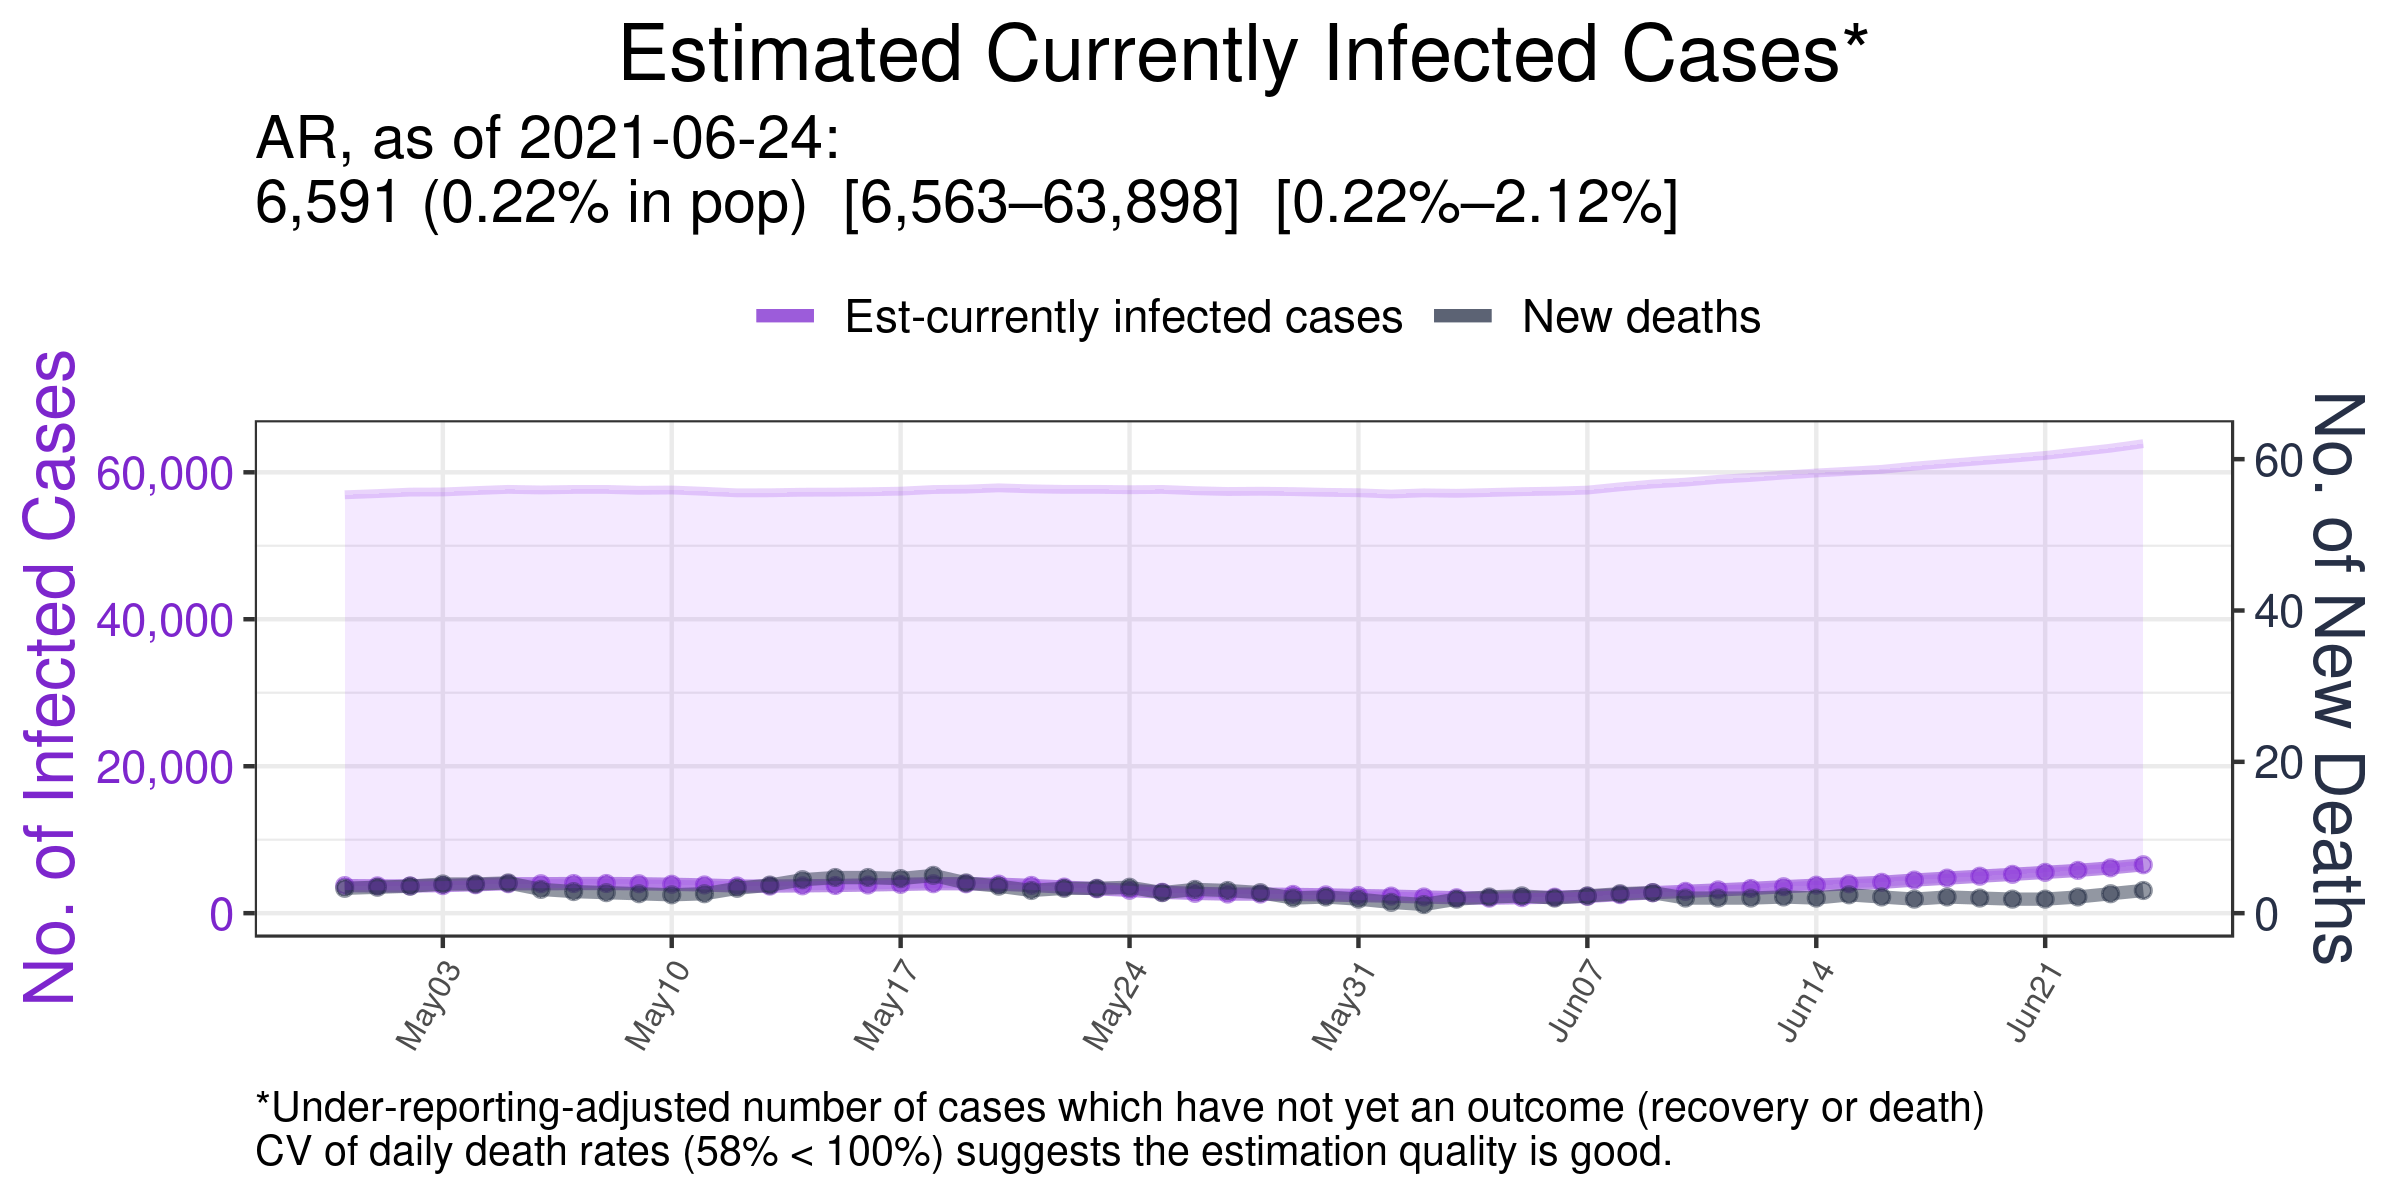 Estimated Currently Infected Cases*
AR, as of 2021-06-24:
6,591 (0.22% in pop)  [6,563–63,898]  [0.22%–2.12%]
Est-currently infected cases
New deaths
No. of Infected Cases
60,000
40,000
20,000
0
60
40
20
0
No. of New Deaths
May03
May10
May17
May24
May31
Jun07
Jun14
Jun21
*Under-reporting-adjusted number of cases which have not yet an outcome (recovery or death)
CV of daily death rates (58% < 100%) suggests the estimation quality is good.